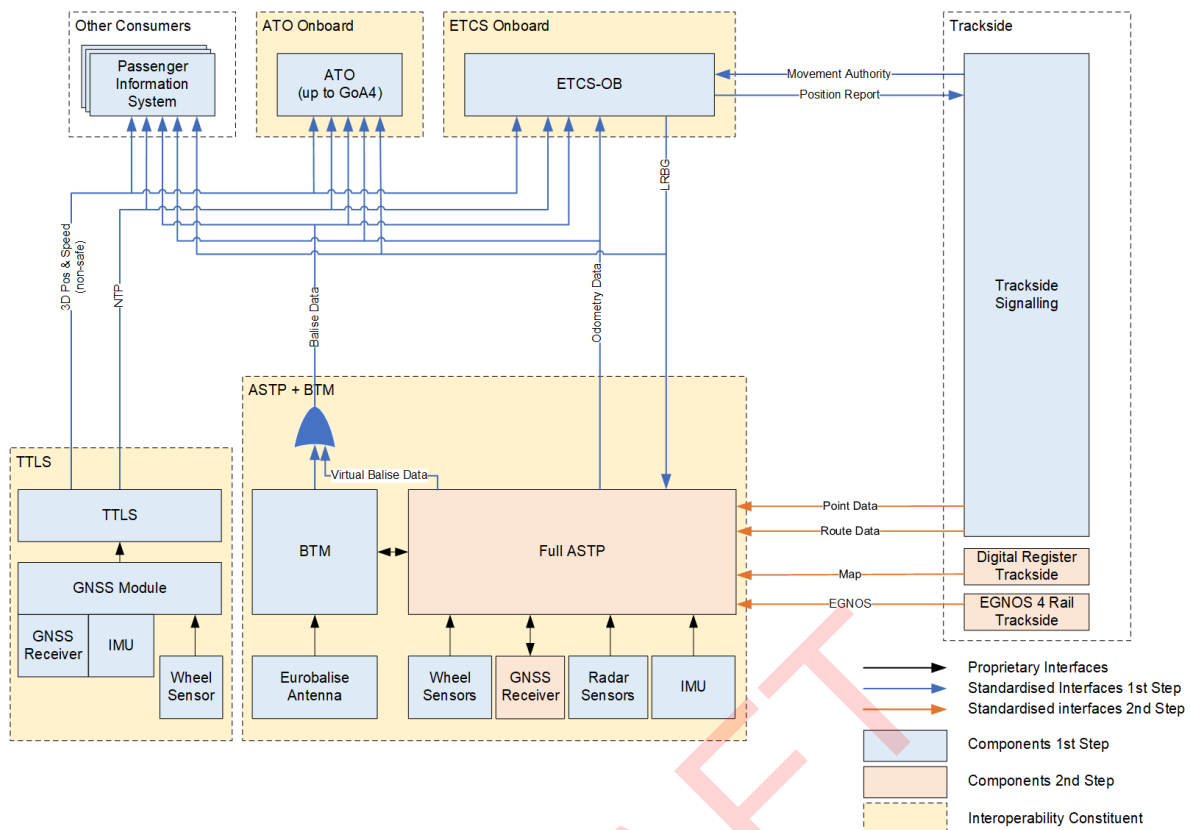 Other Consumers
Passenger
Information
System
ATO Onboard
ATO
(up to GoA4)
ETCS Onboard
ETCS-OB
Trackside
Movement Authority
Position Report
Trackside
Signalling
LRBG
3D Pos & Speed
(non-safe)
NTP
Balise Data
Odometry Data
ASTP + BTM
Virtual Balise Data
BTM
Full ASTP
Eurobalise
Antenna
Wheel
Sensors
GNSS
Receiver
Radar
Sensors
IMU
TTLS
TTLS
GNSS Module
GNSS
Receiver
IMU
Wheel
Sensor
Point Data
Route Data
Map
EGNOS
Digital Register
Trackside
EGNOS 4 Rail
Trackside
Proprietary Interfaces
Standardised Interfaces 1st Step
Standardised interfaces 2nd Step
Components 1st Step
Components 2nd Step
Interoperability Constituent